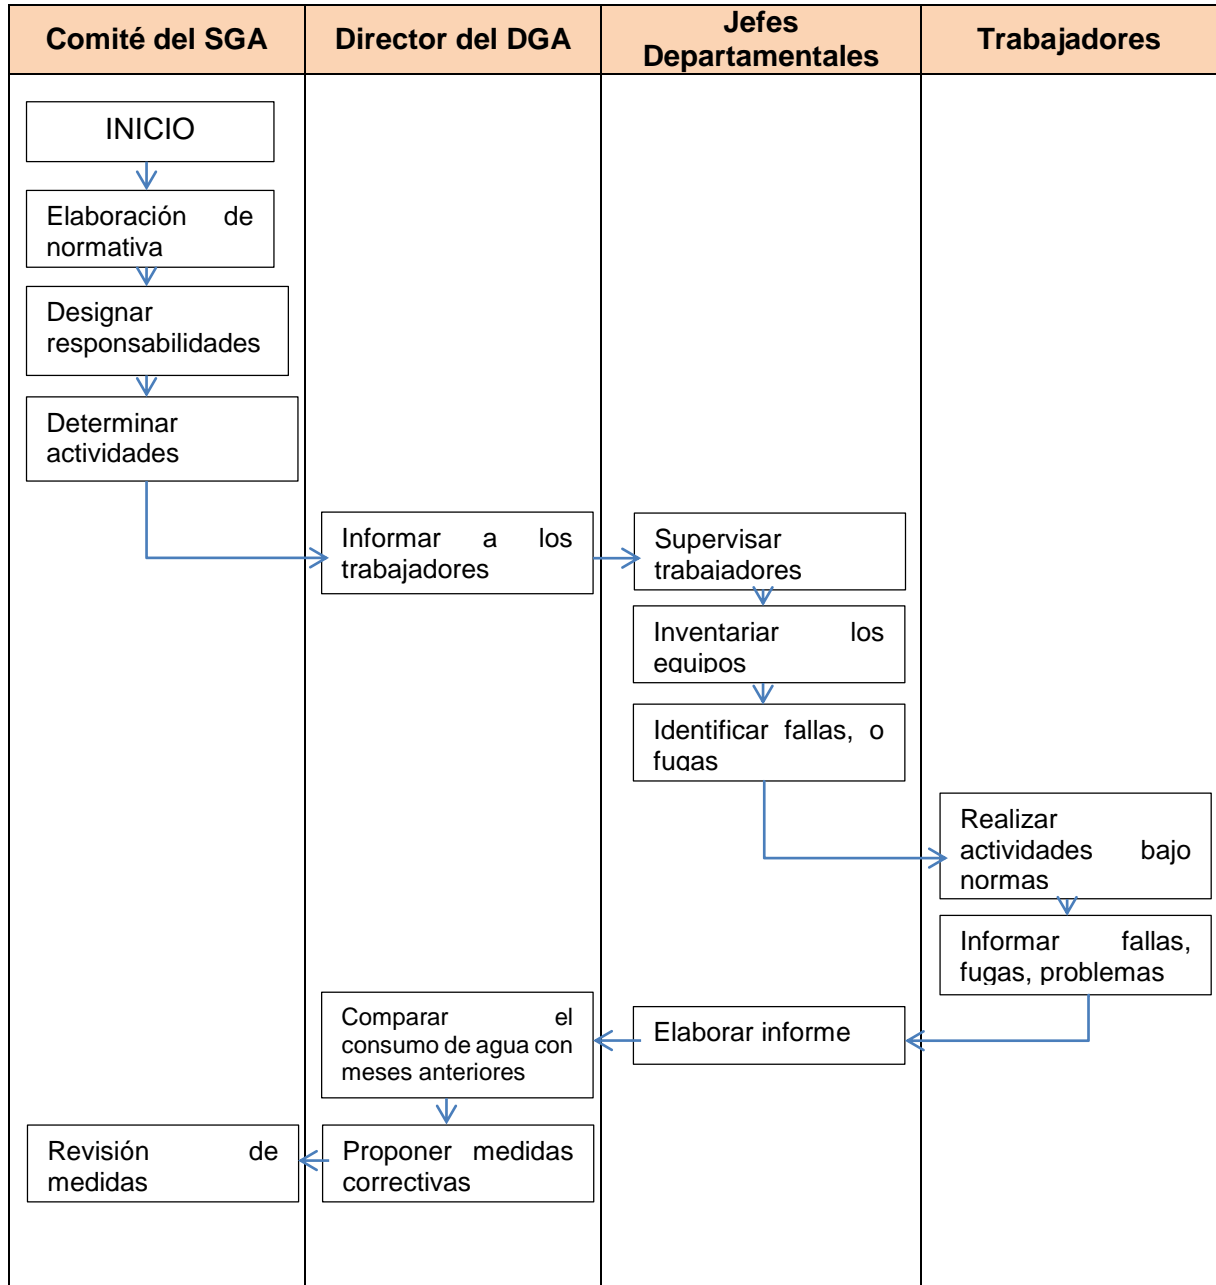 Comité del SGA
Director del DGA
Jefes
Departamentales
Trabajadores
INICIO
Elaboración de
normativa
Designar
responsabilidades
Determinar
actividades
Informar a los
trabajadores
Supervisar
trabajadores
Inventariar los
equipos
Identificar fallas, o
fugas
Realizar
actividades bajo
normas
Informar fallas,
fugas, problemas
Elaborar informe
Comparar el
consumo de agua con
meses anteriores
Proponer medidas
correctivas
Revisión de
medidas